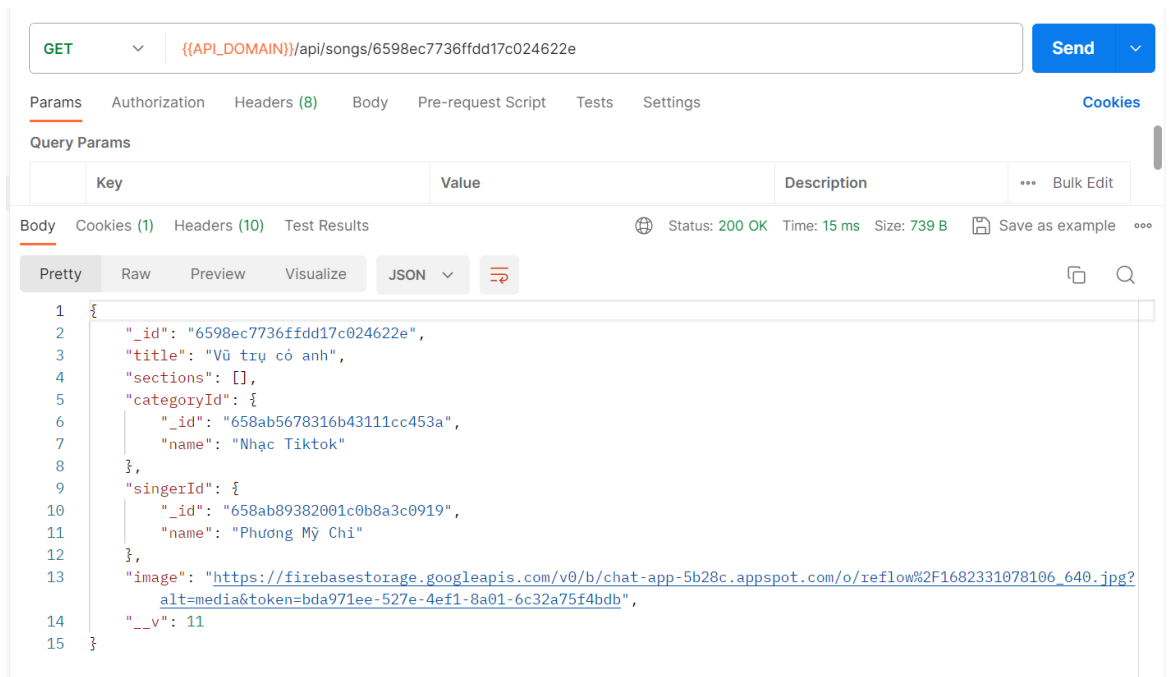 GET {{API_DOMAIN}}/api/songs/6598ec7736ffdd17c024622e Send
Params Authorization Headers (8) Body Pre-request Script Tests Settings Cookies
Query Params
Key Value Description Bulk Edit
Body Cookies (1) Headers (10) Test Results Status: 200 OK Time: 15 ms Size: 739 B Save as example
Pretty Raw Preview Visualize JSON
1 {
2 "_id": "6598ec7736ffdd17c024622e",
3 "title": "Vũ trụ có anh",
4 "sections": [],
5 "categoryId": {
6 "_id": "658ab5678316b43111cc453a",
7 "name": "Nhạc Tiktok"
8 },
9 "singerId": {
10 "_id": "658ab89382001c0b8a3c0919",
11 "name": "Phương Mỹ Chi"
12 },
13 "image": "https://firebasestorage.googleapis.com/v0/b/chat-app-5b28c.appspot.com/o/reflow%2F1682331078106_640.jpg?
alt=media&token=bda971ee-527e-4ef1-8a01-6c32a75f4bdb",
14 "__v": 11
15 }